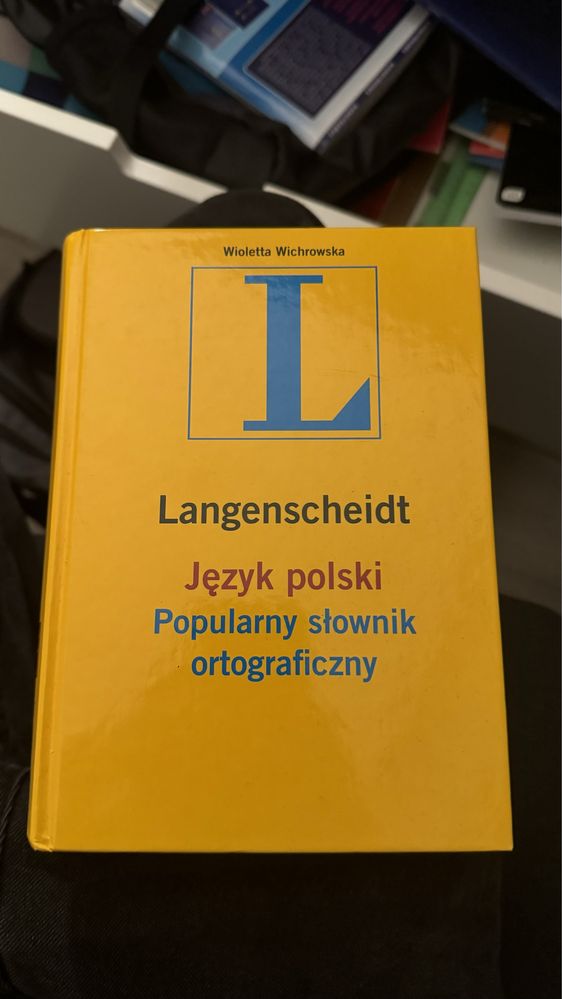 Wioletta Wichrowska
L
Langenscheidt
Język polski
Popularny słownik
ortograficzny